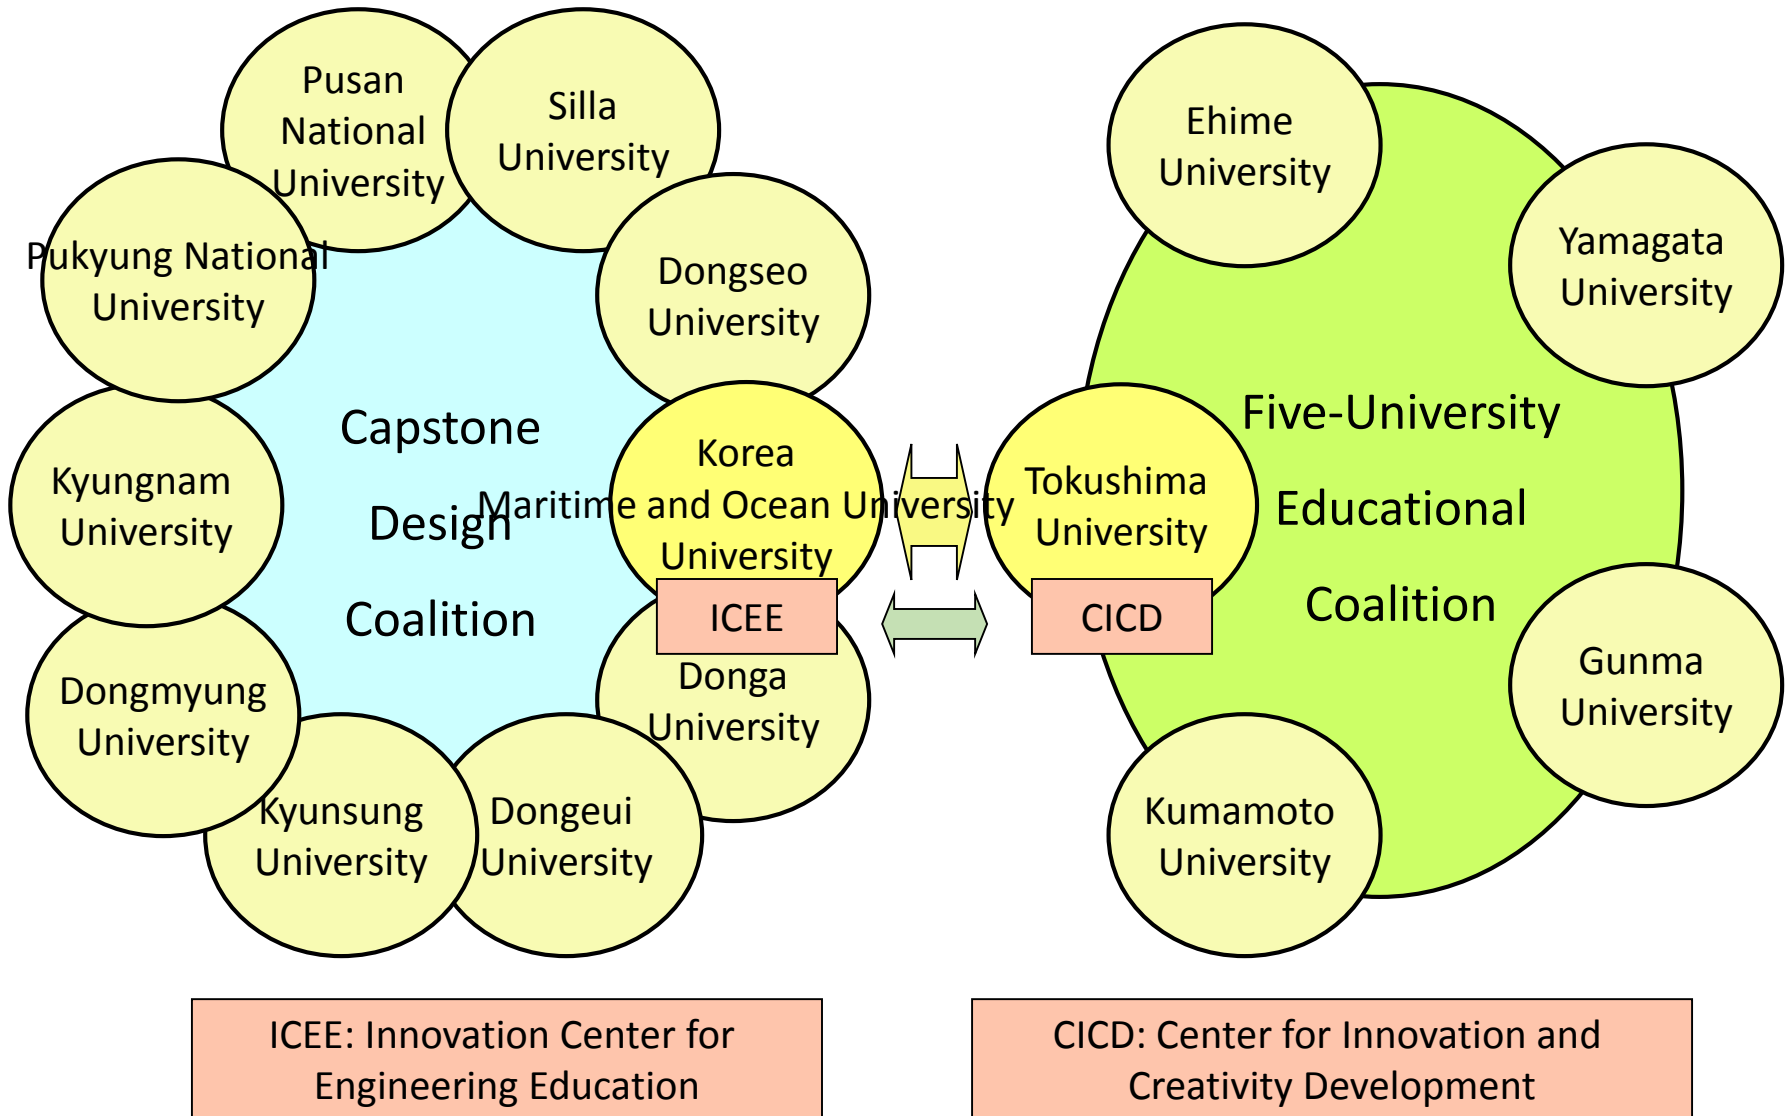 Pusan
National
University
Silla
University
Pukyung National
University
Dongseo
University
Kyungnam
University
Capstone
Design
Coalition
Korea
Maritime and Ocean University
University
ICEE
Dongmyung
University
Donga
University
Kyunsung
University
Dongeui
University
Ehime
University
Yamagata
University
Tokushima
University
CICD
Five-University
Educational
Coalition
Gunma
University
Kumamoto
University
ICEE: Innovation Center for
Engineering Education
CICD: Center for Innovation and
Creativity Development